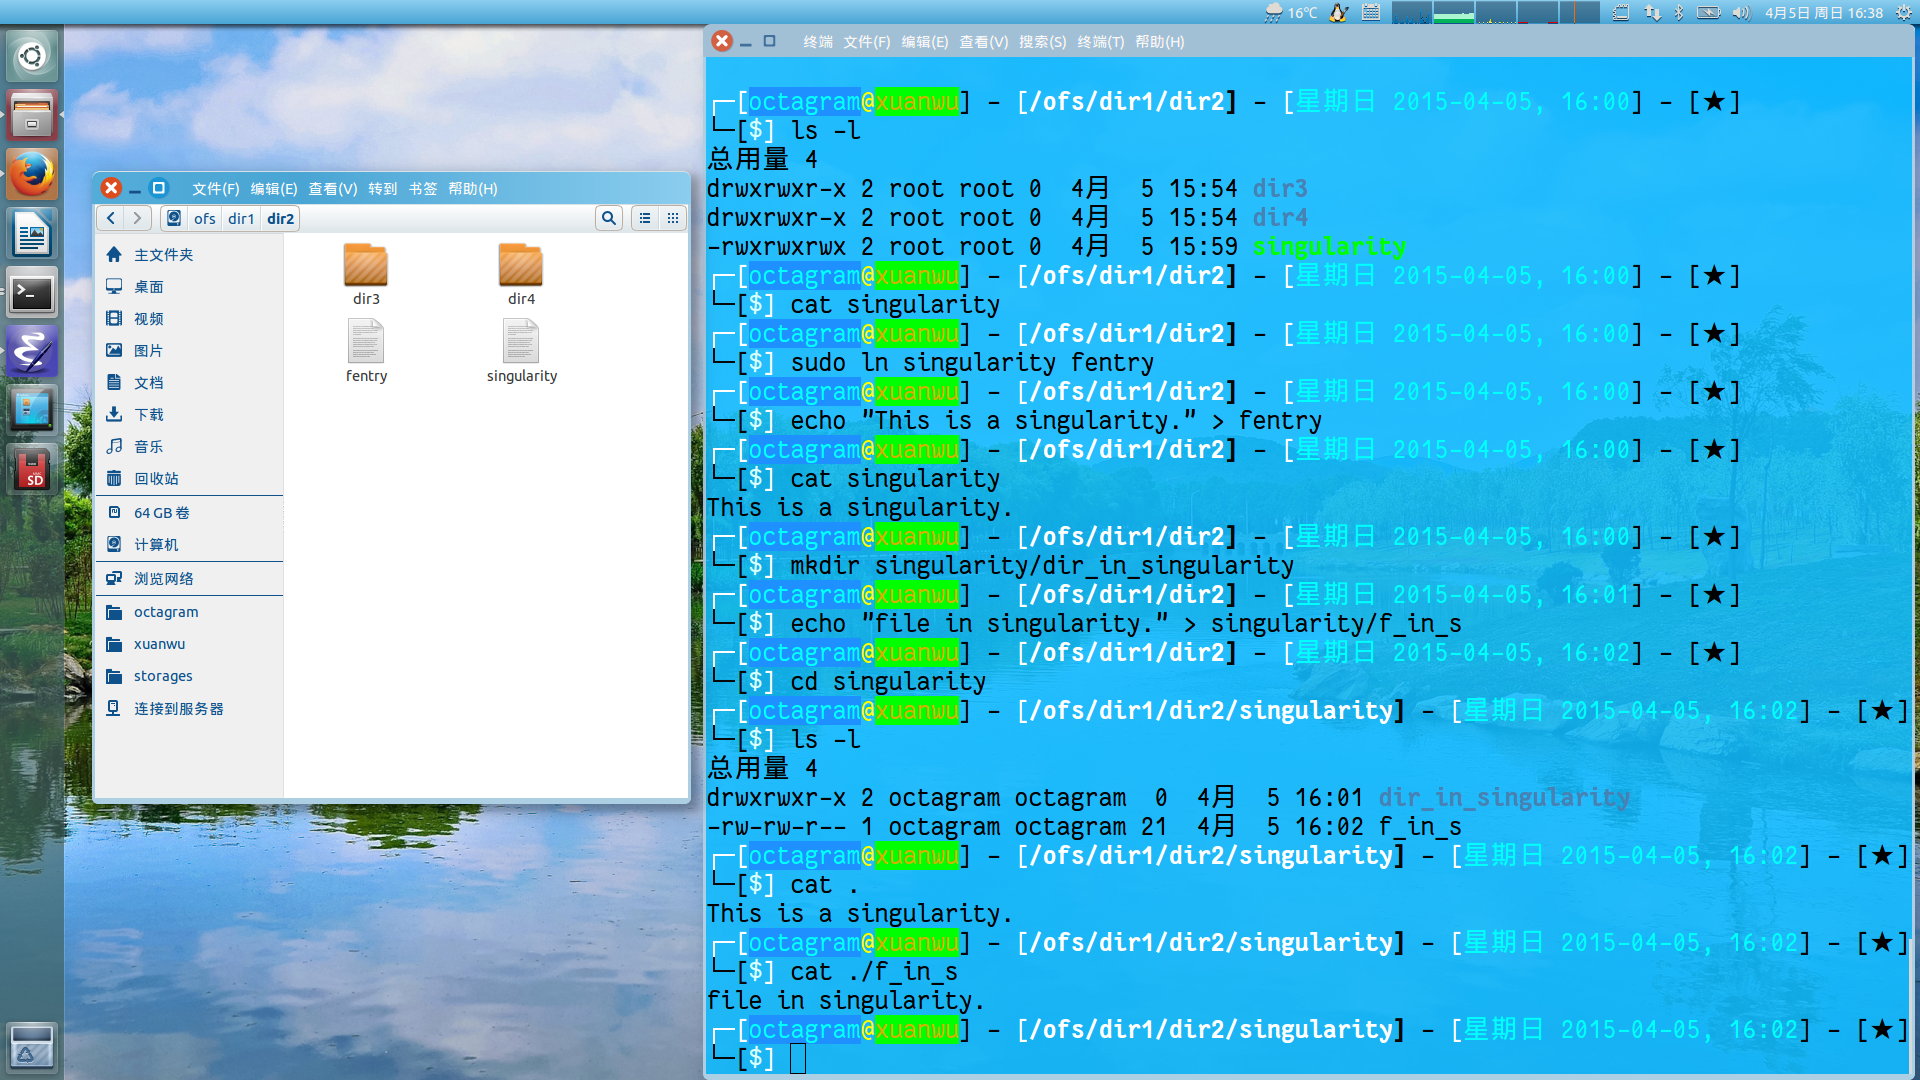 16℃
4月5日 周日 16:38
终端 文件(F) 编辑(E) 查看(V) 搜索(S) 终端(T) 帮助(H)
文件(F) 编辑(E) 查看(V) 转到 书签 帮助(H)
ofs dir1 dir2
主文件夹
桌面
视频
图片
文档
下载
音乐
回收站
64 GB 卷
计算机
浏览网络
octagram
xuanwu
storages
连接到服务器
dir3 dir4
fentry singularity
SD
┌─[octagram@xuanwu] - [/ofs/dir1/dir2] - [星期日 2015-04-05, 16:00] - [★]
└─[$] ls -l
总用量 4
drwxrwxr-x 2 root root 0 4月 5 15:54 dir3
drwxrwxr-x 2 root root 0 4月 5 15:54 dir4
-rwxrwxrwx 2 root root 0 4月 5 15:59 singularity
┌─[octagram@xuanwu] - [/ofs/dir1/dir2] - [星期日 2015-04-05, 16:00] - [★]
└─[$] cat singularity
┌─[octagram@xuanwu] - [/ofs/dir1/dir2] - [星期日 2015-04-05, 16:00] - [★]
└─[$] sudo ln singularity fentry
┌─[octagram@xuanwu] - [/ofs/dir1/dir2] - [星期日 2015-04-05, 16:00] - [★]
└─[$] echo "This is a singularity." > fentry
┌─[octagram@xuanwu] - [/ofs/dir1/dir2] - [星期日 2015-04-05, 16:00] - [★]
└─[$] cat singularity
This is a singularity.
┌─[octagram@xuanwu] - [/ofs/dir1/dir2] - [星期日 2015-04-05, 16:00] - [★]
└─[$] mkdir singularity/dir_in_singularity
┌─[octagram@xuanwu] - [/ofs/dir1/dir2] - [星期日 2015-04-05, 16:01] - [★]
└─[$] echo "file in singularity." > singularity/f_in_s
┌─[octagram@xuanwu] - [/ofs/dir1/dir2] - [星期日 2015-04-05, 16:02] - [★]
└─[$] cd singularity
┌─[octagram@xuanwu] - [/ofs/dir1/dir2/singularity] - [星期日 2015-04-05, 16:02] - [★]
└─[$] ls -l
总用量 4
drwxrwxr-x 2 octagram octagram 0 4月 5 16:01 dir_in_singularity
-rw-rw-r-- 1 octagram octagram 21 4月 5 16:02 f_in_s
┌─[octagram@xuanwu] - [/ofs/dir1/dir2/singularity] - [星期日 2015-04-05, 16:02] - [★]
└─[$] cat .
This is a singularity.
┌─[octagram@xuanwu] - [/ofs/dir1/dir2/singularity] - [星期日 2015-04-05, 16:02] - [★]
└─[$] cat ./f_in_s
file in singularity.
┌─[octagram@xuanwu] - [/ofs/dir1/dir2/singularity] - [星期日 2015-04-05, 16:02] - [★]
└─[$]